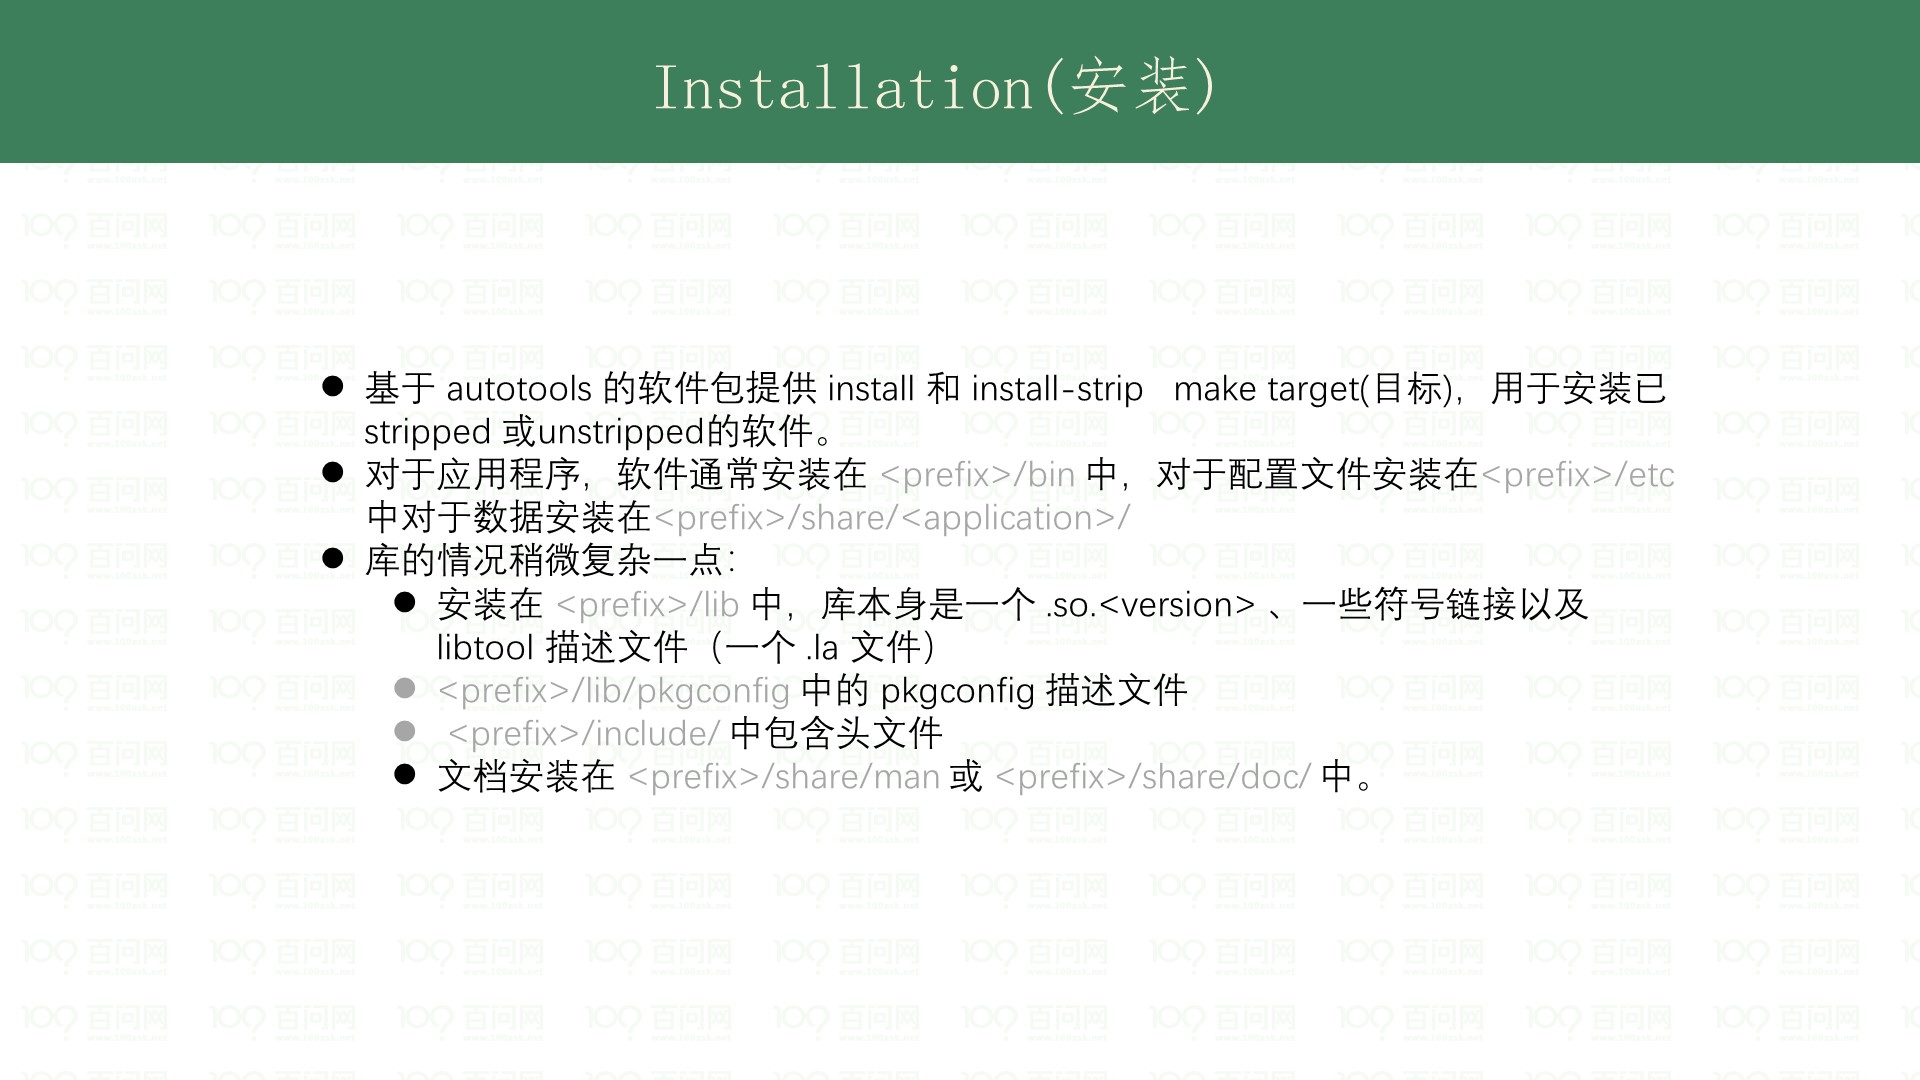 Installation(安装)
● 基于 autotools 的软件包提供 install 和 install-strip   make target(目标)，用于安装已
stripped 或unstripped的软件。
● 对于应用程序，软件通常安装在 <prefix>/bin 中，对于配置文件安装在<prefix>/etc
中对于数据安装在<prefix>/share/<application>/
● 库的情况稍微复杂一点：
● 安装在 <prefix>/lib 中，库本身是一个 .so.<version> 、一些符号链接以及
libtool 描述文件（一个 .la 文件）
● <prefix>/lib/pkgconfig 中的 pkgconfig 描述文件
● <prefix>/include/ 中包含头文件
● 文档安装在 <prefix>/share/man 或 <prefix>/share/doc/ 中。